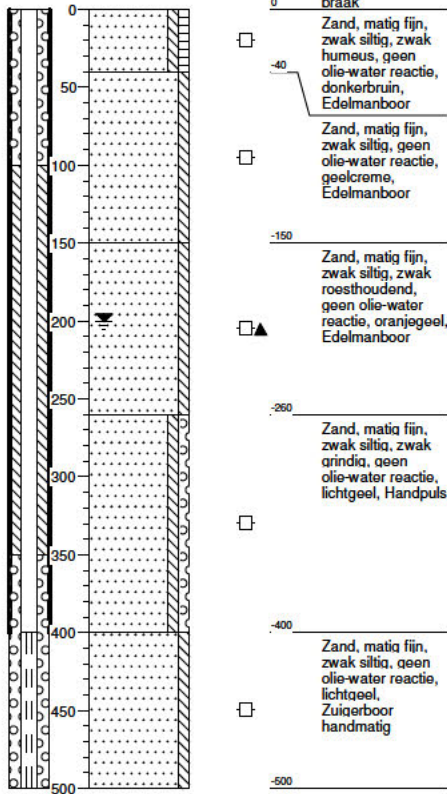 0
50
100
150
200
250
300
350
400
450
500
0
braak
Zand, matig fijn,
zwak siltig, zwak
humeus, geen
olie-water reactie,
donkerbruin,
Edelmanboor
-40
Zand, matig fijn,
zwak siltig, geen
olie-water reactie,
geelcreme,
Edelmanboor
-150
Zand, matig fijn,
zwak siltig, zwak
roesthoudend,
geen olie-water
reactie, oranjegeel,
Edelmanboor
-260
Zand, matig fijn,
zwak siltig, zwak
grindig, geen
olie-water reactie,
lichtgeel, Handpuls
-400
Zand, matig fijn,
zwak siltig, geen
olie-water reactie,
lichtgeel,
Zuigerboor
handmatig
-500